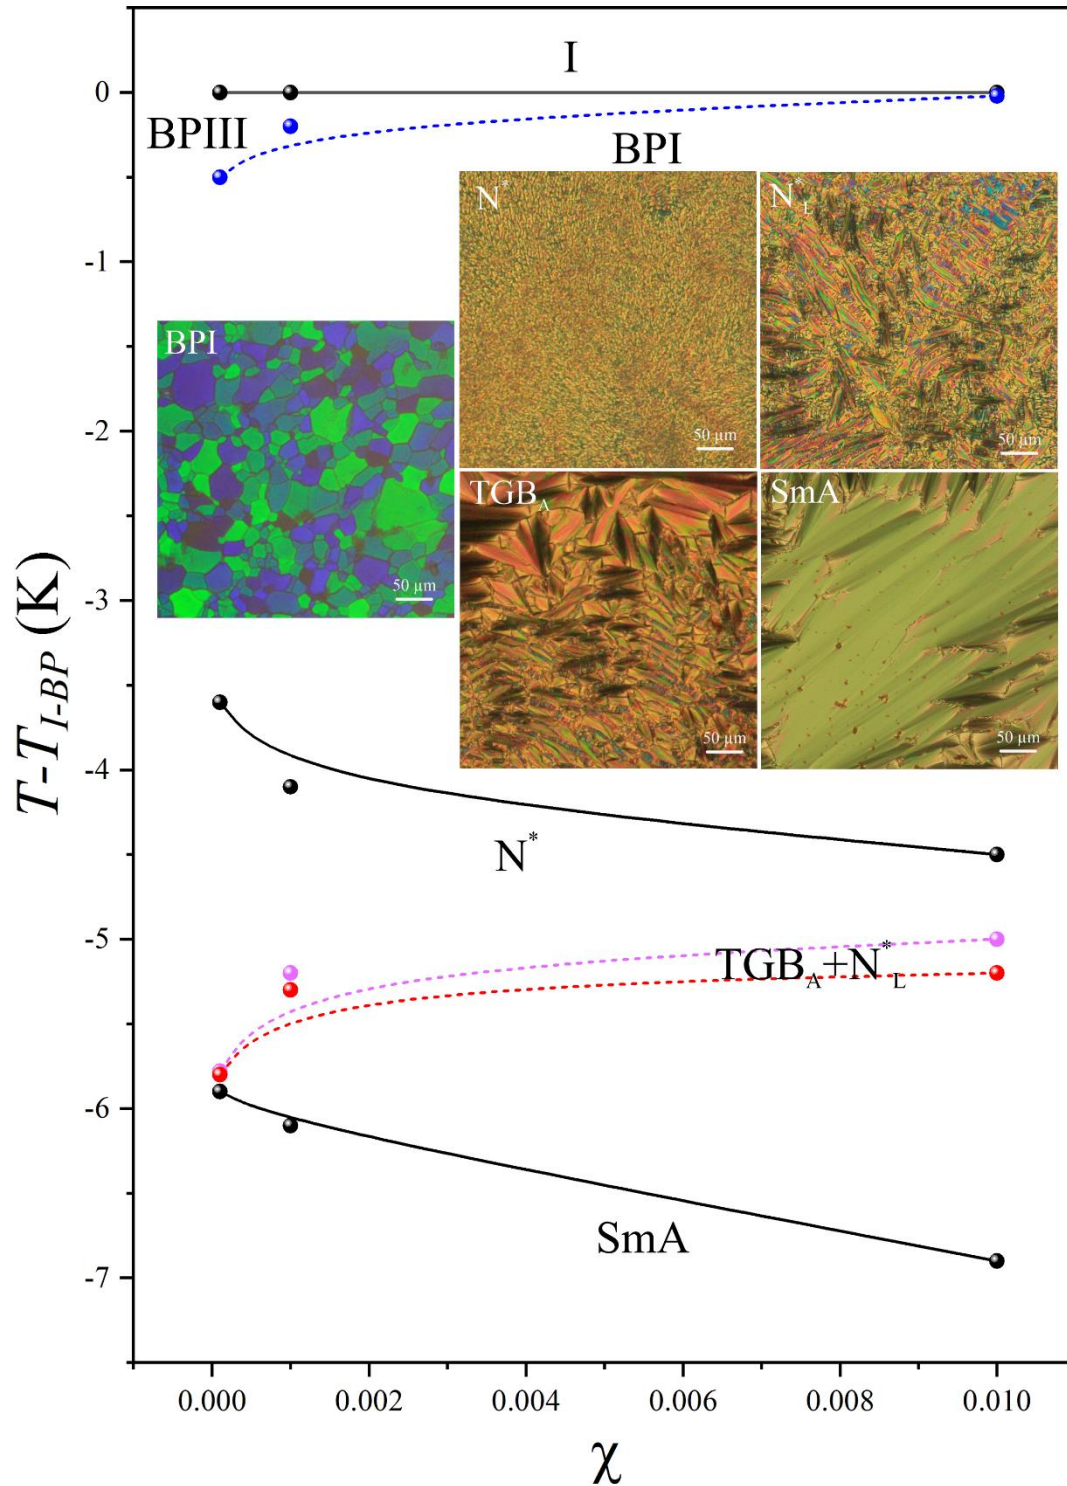 I
0
BPIII
BPI
N*
N*L
-1
BPI
50 µm
50 µm
-2
TGBA
SmA
50 µm
-3
T-TI-BP (K)
50 µm
50 µm
-4
N*
-5
TGBA+N*L
-6
SmA
-7
0.000 0.002 0.004 0.006 0.008 0.010
χ